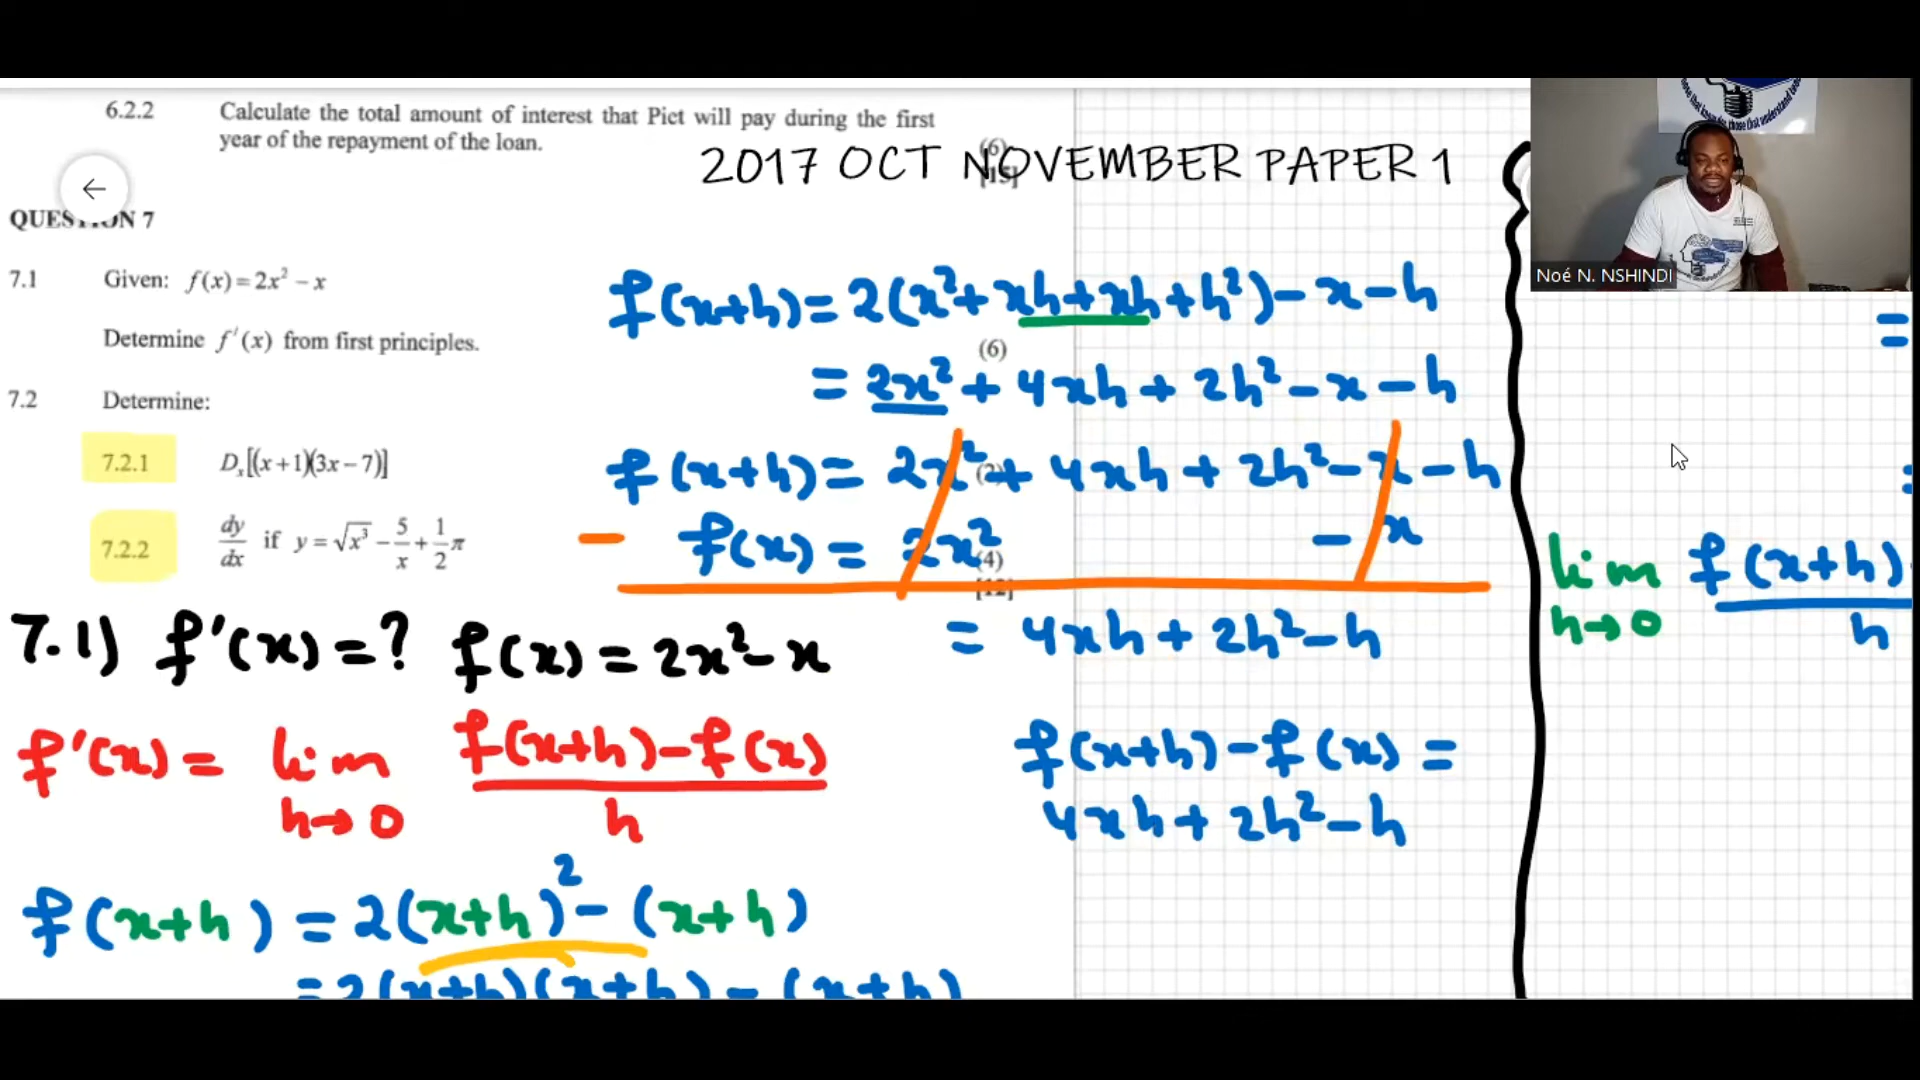 6.2.2 Calculate the total amount of interest that Piet will pay during the first
year of the repayment of the loan.
(6)
[15]
2017 OCT NOVEMBER PAPER 1
QUESTION 7
7.1 Given: f(x) = 2x² − x
Determine f′(x) from first principles.
(6)
7.2 Determine:
7.2.1 Dₓ[(x+1)(3x−7)]
(2)
7.2.2 dy/dx if y = √x³ − 5/x + 1/2 π
(4)
[12]
7.1) f'(x) = ? f(x) = 2x² − x
f'(x) = lim h→0 f(x+h) − f(x) / h
f(x+h) = 2(x+h)² − (x+h)
= 2(x+h)(x+h) − (x+h)
f(x+h) = 2(x² + xh + xh + h²) − x − h
= 2x² + 4xh + 2h² − x − h
f(x+h) = 2x² + 4xh + 2h² − x − h
− f(x) = 2x² − x
= 4xh + 2h² − h
f(x+h) − f(x) =
4xh + 2h² − h
Noé N. NSHINDI
=
=
lim h→0 f(x+h) / h